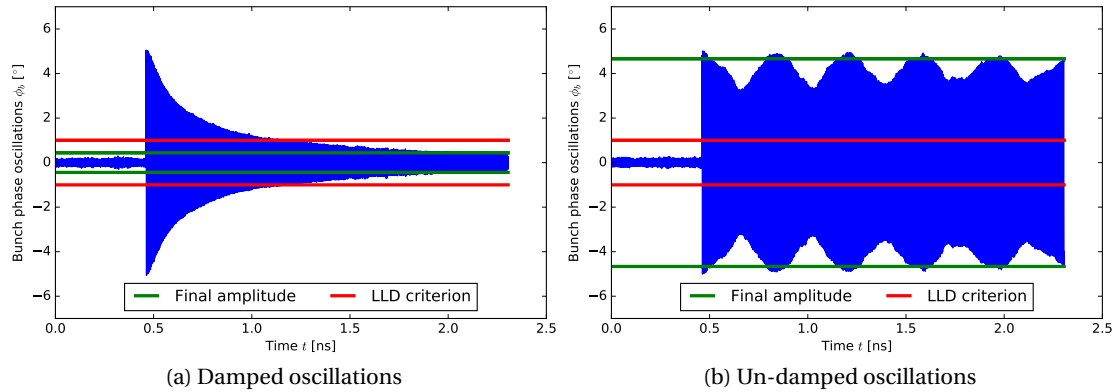 Bunch phase oscillations ϕ_b [°]
6
4
2
0
−2
−4
−6
Final amplitude
LLD criterion
0.0 0.5 1.0 1.5 2.0 2.5
Time t [ns]
(a) Damped oscillations
Bunch phase oscillations ϕ_b [°]
6
4
2
0
−2
−4
−6
Final amplitude
LLD criterion
0.0 0.5 1.0 1.5 2.0 2.5
Time t [ns]
(b) Un-damped oscillations